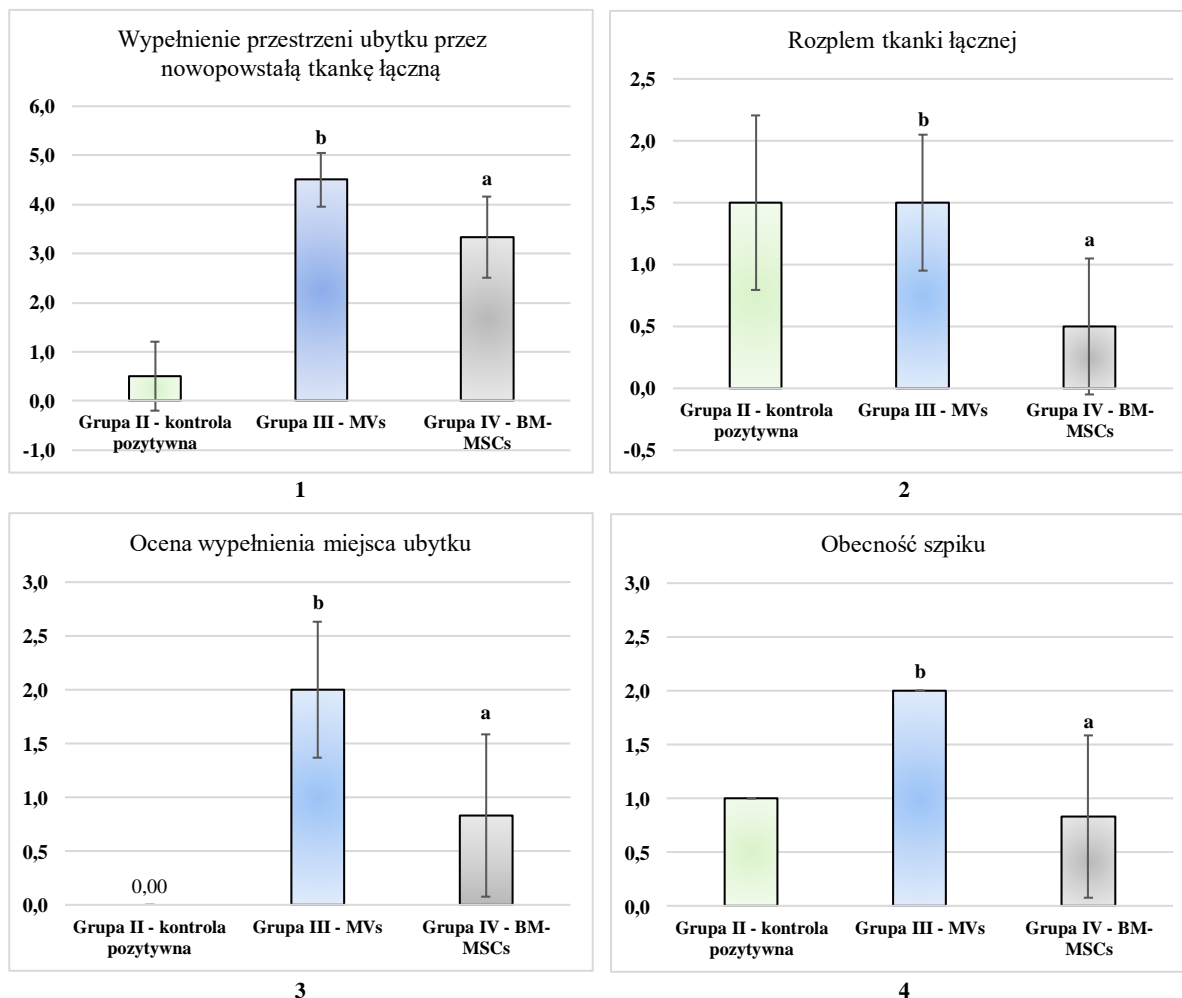 Wypełnienie przestrzeni ubytku przez
nowopowstałą tkankę łączną
6,0
5,0
4,0
3,0
2,0
1,0
0,0
-1,0
b
a
Grupa II - kontrola
pozytywna
Grupa III - MVs
Grupa IV - BM-
MSCs
1
Rozplem tkanki łącznej
2,5
2,0
1,5
1,0
0,5
0,0
-0,5
b
a
Grupa II - kontrola
pozytywna
Grupa III - MVs
Grupa IV - BM-
MSCs
2
Ocena wypełnienia miejsca ubytku
3,0
2,5
2,0
1,5
1,0
0,5
0,0
0,00
b
a
Grupa II - kontrola
pozytywna
Grupa III - MVs
Grupa IV - BM-
MSCs
3
Obecność szpiku
3,0
2,5
2,0
1,5
1,0
0,5
0,0
b
a
Grupa II - kontrola
pozytywna
Grupa III - MVs
Grupa IV - BM-
MSCs
4